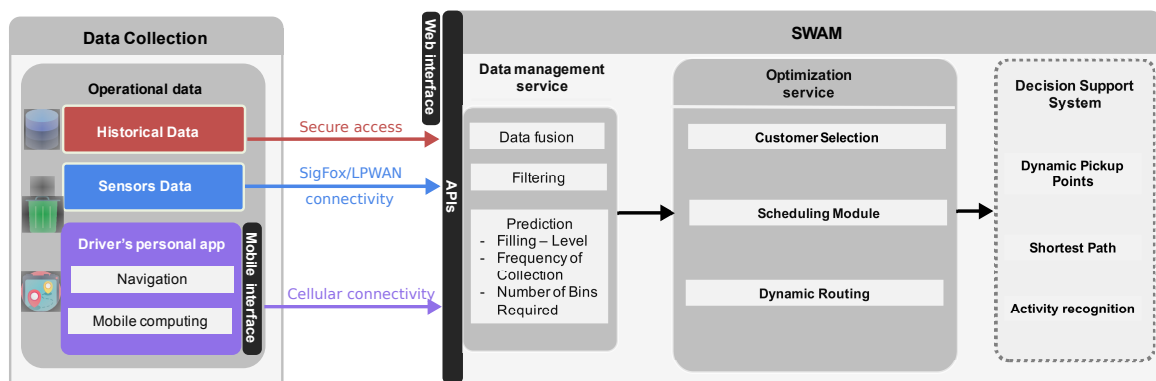 Data Collection
Operational data
Historical Data
Sensors Data
Driver's personal app
Navigation
Mobile computing
Mobile interface
Secure access
SigFox/LPWAN
connectivity
Cellular connectivity
Web interface
APIs
SWAM
Data management
service
Data fusion
Filtering
Prediction
- Filling – Level
- Frequency of
Collection
- Number of Bins
Required
Optimization
service
Customer Selection
Scheduling Module
Dynamic Routing
Decision Support
System
Dynamic Pickup
Points
Shortest Path
Activity recognition